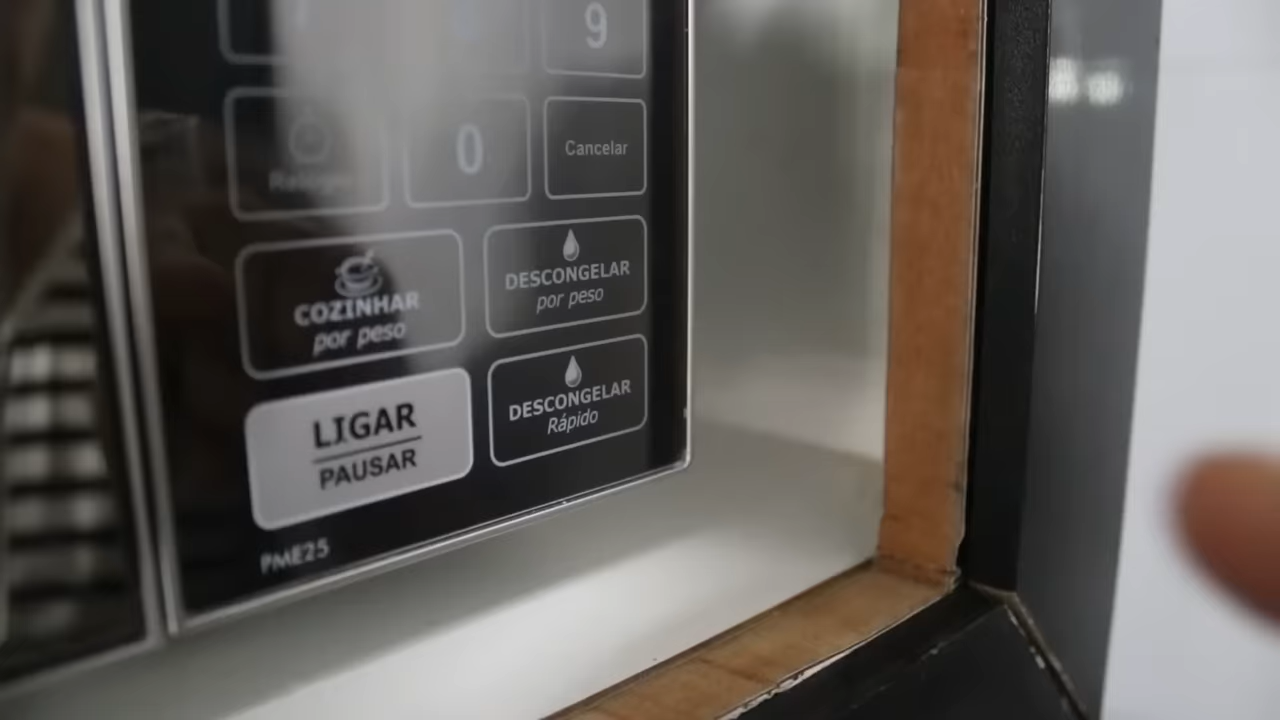 9
0
Cancelar
COZINHAR
por peso
DESCONGELAR
por peso
LIGAR
PAUSAR
DESCONGELAR
Rápido
PME25